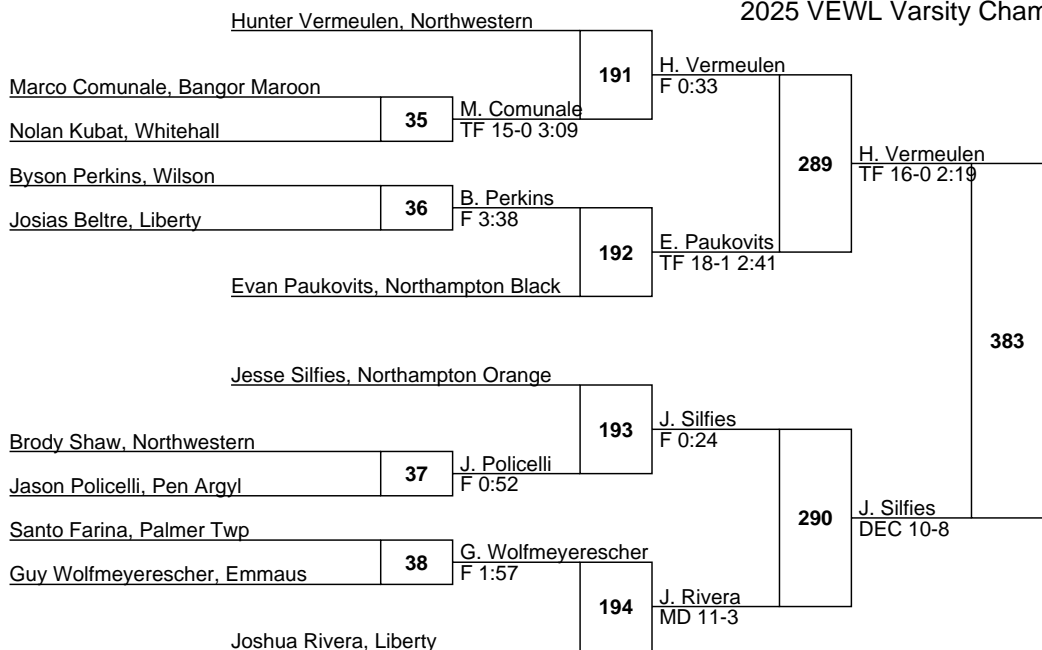 2025 VEWL Varsity Cham
Hunter Vermeulen, Northwestern
191
H. Vermeulen
F 0:33
Marco Comunale, Bangor Maroon
35
M. Comunale
TF 15-0 3:09
Nolan Kubat, Whitehall
289
H. Vermeulen
TF 16-0 2:19
Byson Perkins, Wilson
36
B. Perkins
F 3:38
Josias Beltre, Liberty
192
E. Paukovits
TF 18-1 2:41
Evan Paukovits, Northampton Black
383
Jesse Silfies, Northampton Orange
193
J. Silfies
F 0:24
Brody Shaw, Northwestern
37
J. Policelli
F 0:52
Jason Policelli, Pen Argyl
290
J. Silfies
DEC 10-8
Santo Farina, Palmer Twp
38
G. Wolfmeyerescher
F 1:57
Guy Wolfmeyerescher, Emmaus
194
J. Rivera
MD 11-3
Joshua Rivera, Liberty